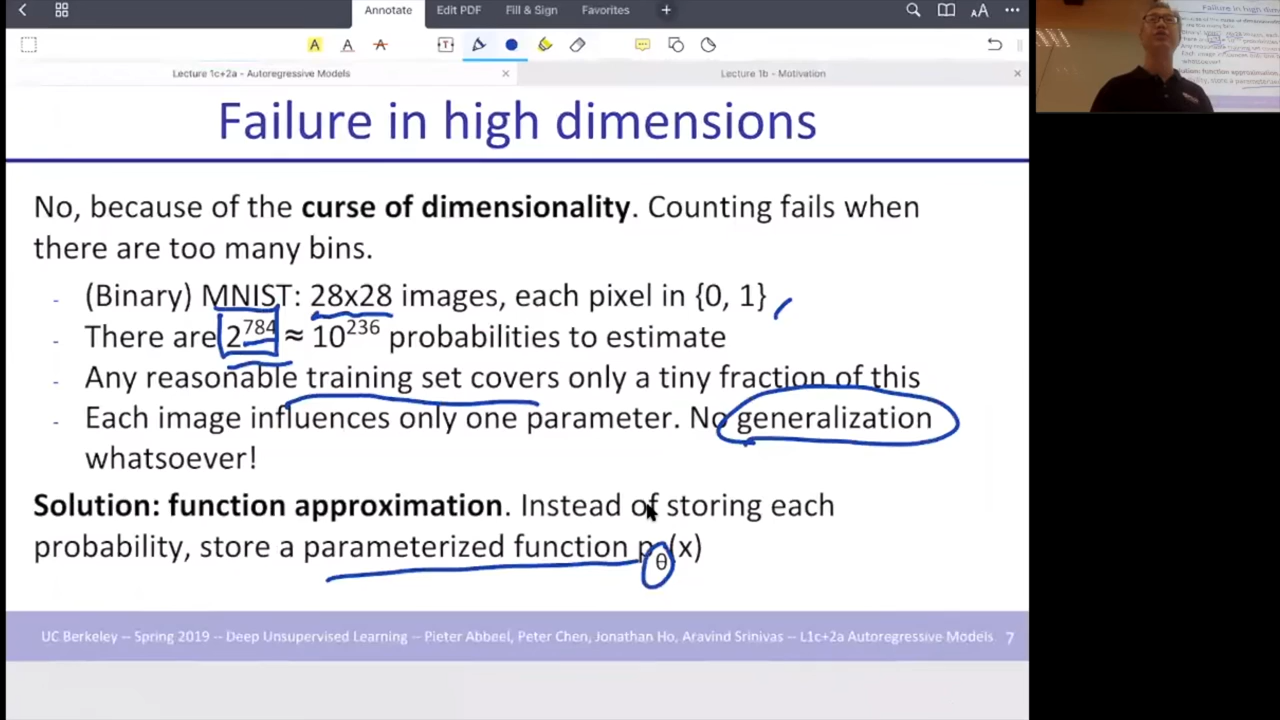 Annotate Edit PDF Fill & Sign Favorites
Lecture 1c+2a - Autoregressive Models
Lecture 1b - Motivation
Failure in high dimensions
No, because of the curse of dimensionality. Counting fails when
there are too many bins.
- (Binary) MNIST: 28x28 images, each pixel in {0, 1}
- There are 2^784 ≈ 10^236 probabilities to estimate
- Any reasonable training set covers only a tiny fraction of this
- Each image influences only one parameter. No generalization
whatsoever!
Solution: function approximation. Instead of storing each
probability, store a parameterized function pθ(x)
UC Berkeley -- Spring 2019 -- Deep Unsupervised Learning -- Pieter Abbeel, Peter Chen, Jonathan Ho, Aravind Srinivas -- L1c+2a Autoregressive Models 7
Failure in high